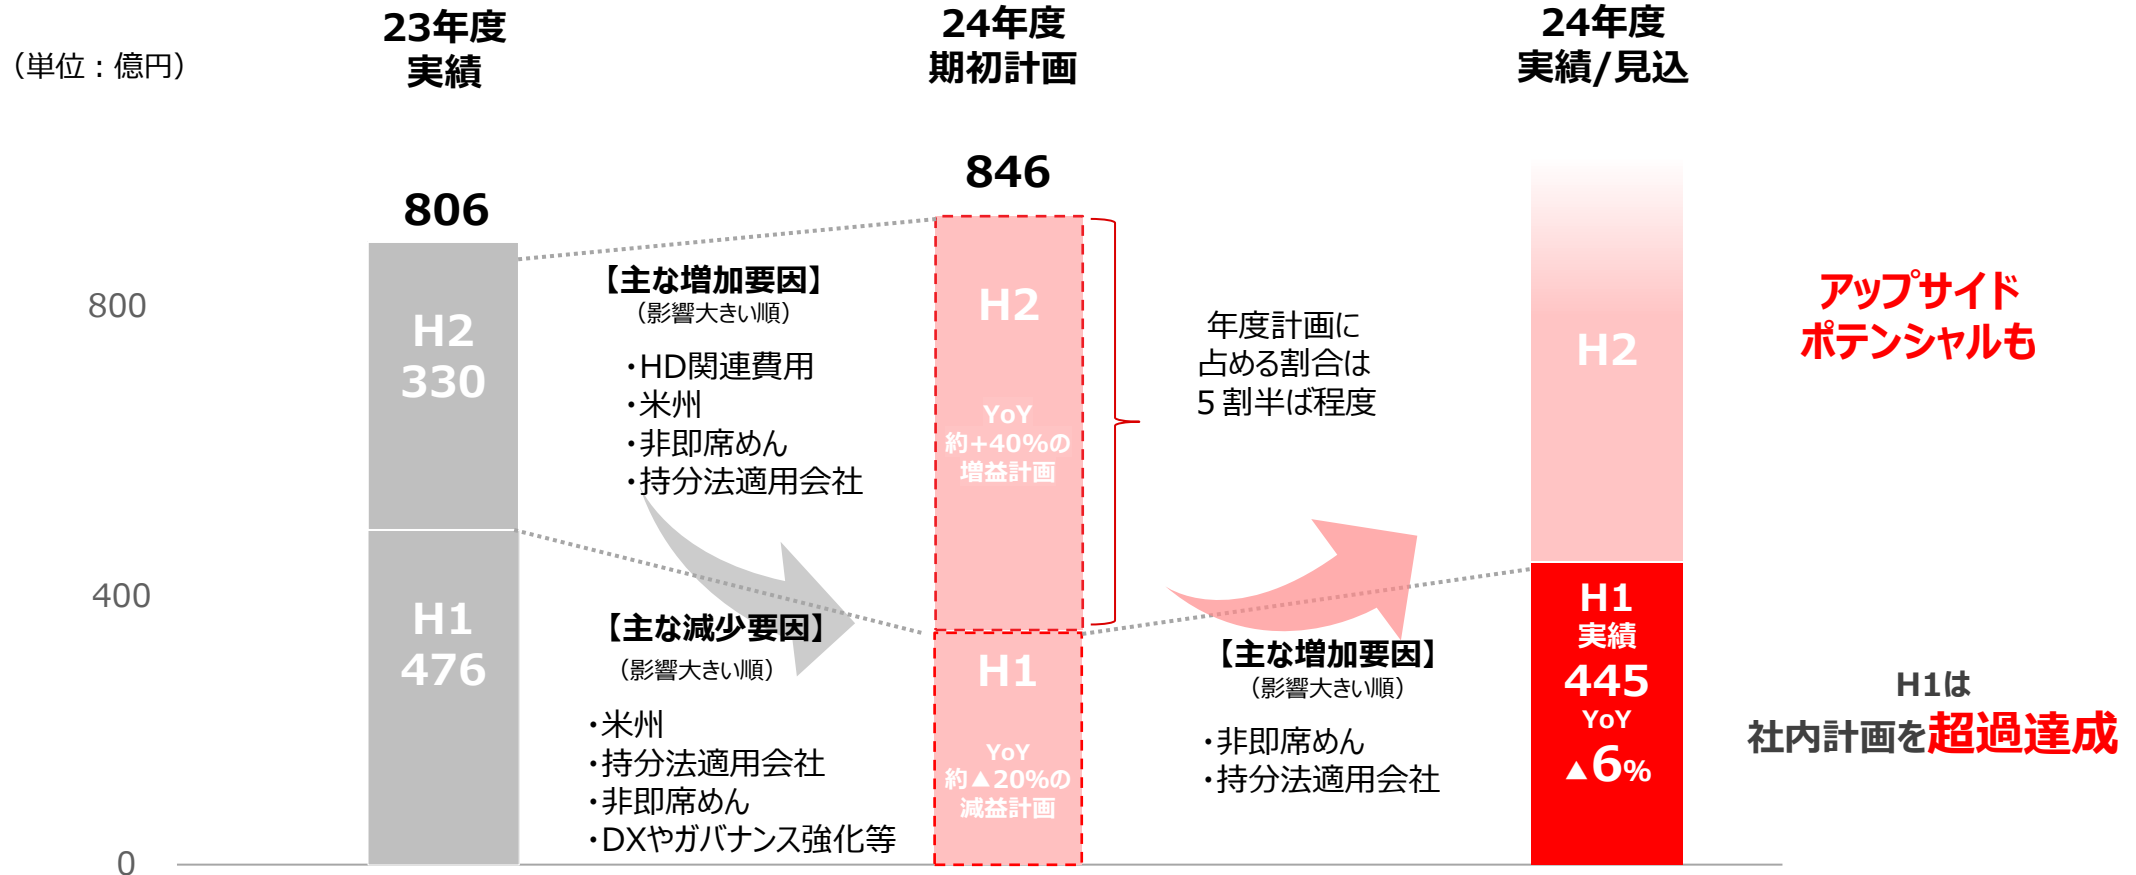 （単位：億円）
23年度
実績
24年度
期初計画
24年度
実績/見込
800
400
0
806
H2
330
H1
476
【主な増加要因】
（影響大きい順）
・HD関連費用
・米州
・非即席めん
・持分法適用会社
【主な減少要因】
（影響大きい順）
・米州
・持分法適用会社
・非即席めん
・DXやガバナンス強化等
846
H2
YoY
約+40%の
増益計画
H1
YoY
約▲20%の
減益計画
年度計画に
占める割合は
５割半ば程度
【主な増加要因】
（影響大きい順）
・非即席めん
・持分法適用会社
H2
H1
実績
445
YoY
▲6%
アップサイド
ポテンシャルも
H1は
社内計画を超過達成